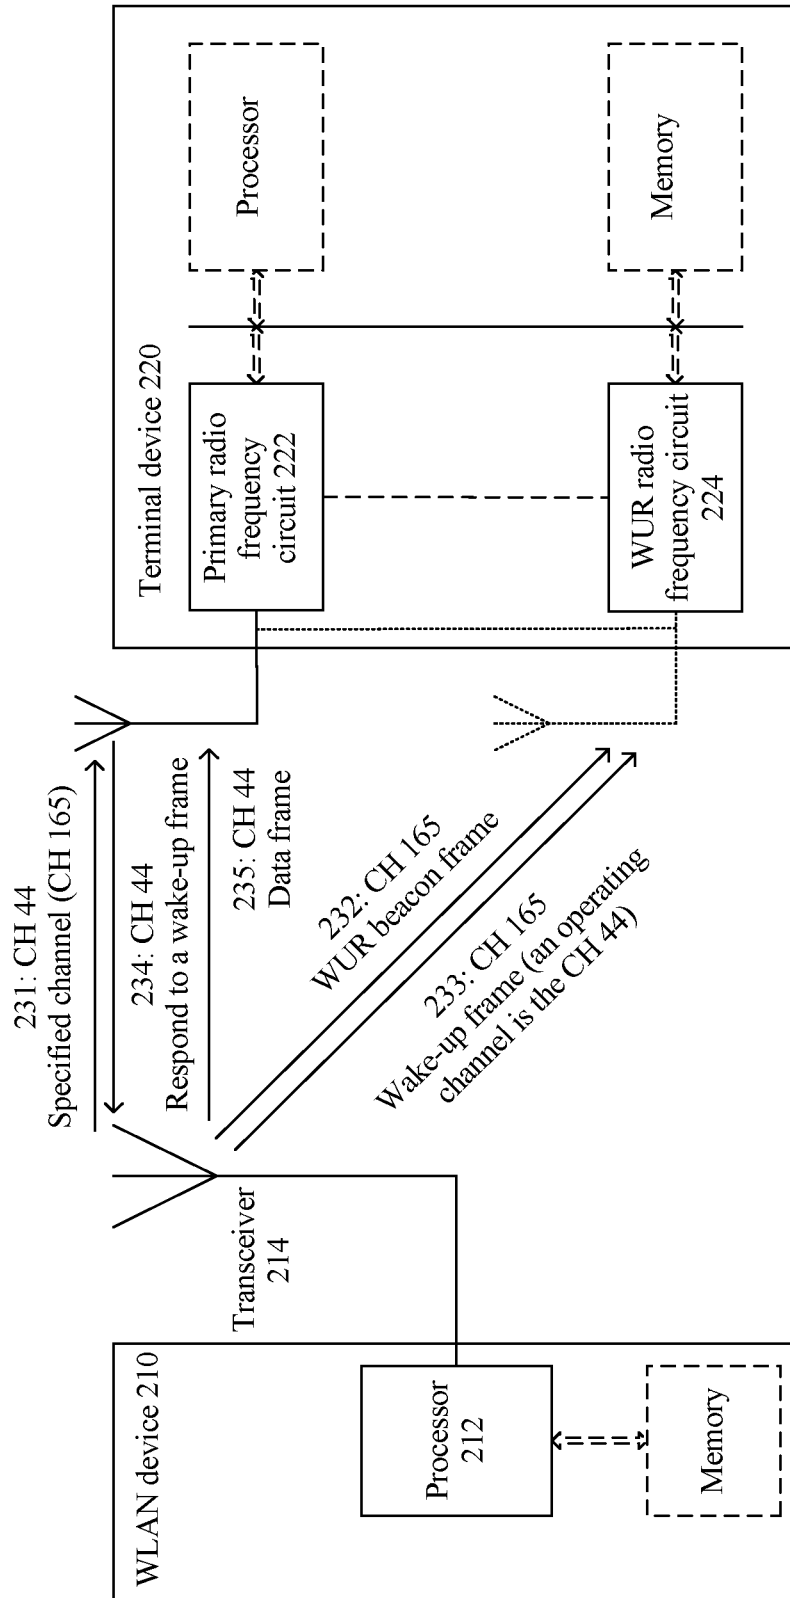 WLAN device 210
Processor
212
Memory
Transceiver
214
231: CH 44
Specified channel (CH 165)
234: CH 44
Respond to a wake-up frame
235: CH 44
Data frame
232: CH 165
WUR beacon frame
233: CH 165
Wake-up frame (an operating
channel is the CH 44)
Terminal device 220
Primary radio
frequency
circuit 222
Processor
WUR radio
frequency circuit
224
Memory